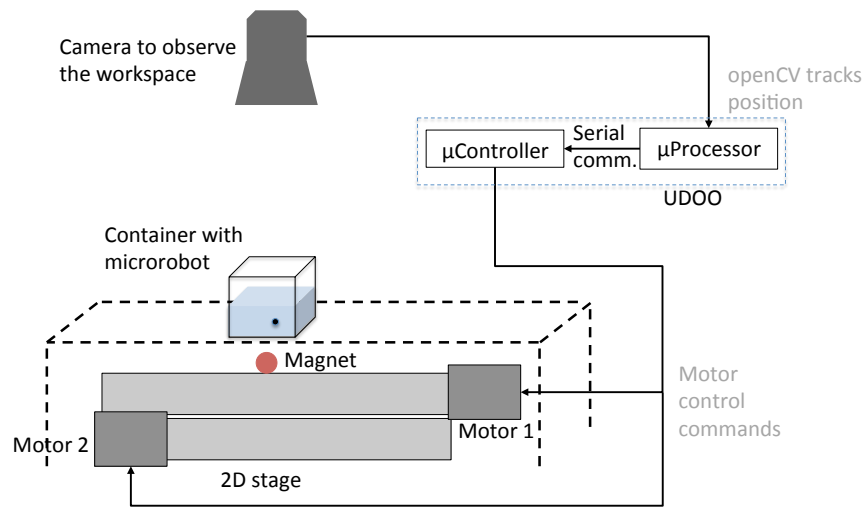 Camera to observe
the workspace
openCV tracks
position
Serial
comm.
μController
μProcessor
UDOO
Container with
microrobot
Magnet
Motor 1
Motor 2
2D stage
Motor
control
commands